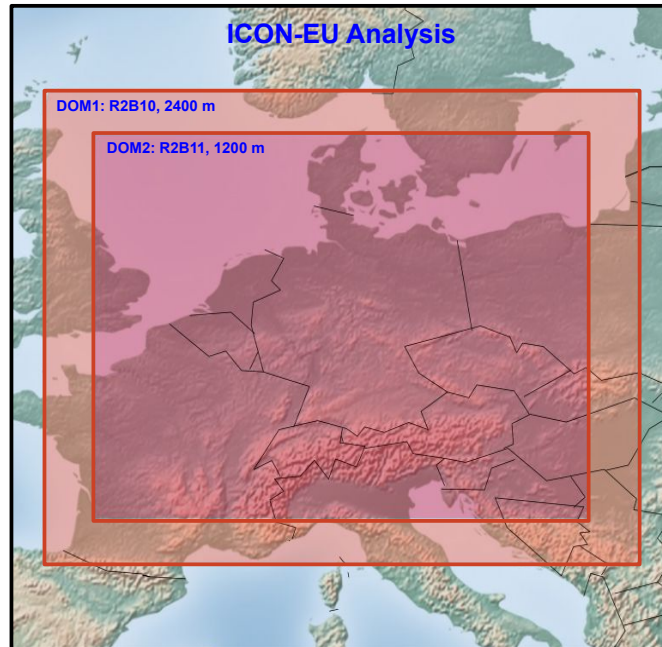 ICON-EU Analysis
DOM1: R2B10, 2400 m
DOM2: R2B11, 1200 m